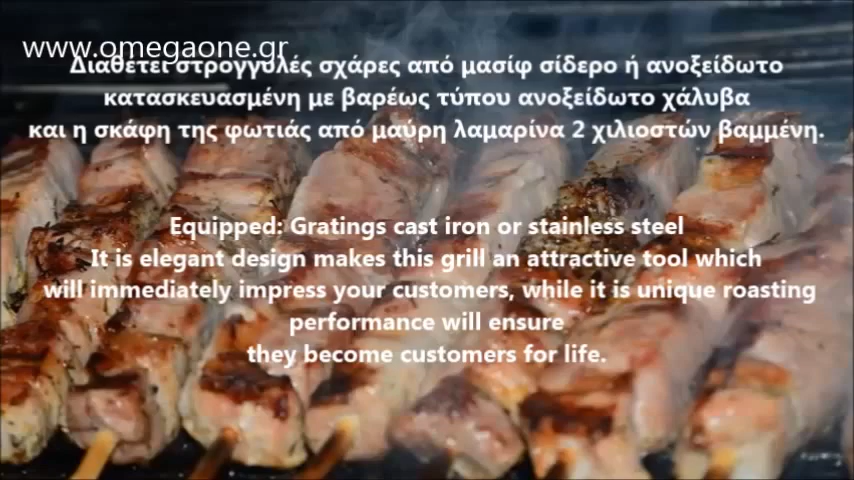 www.omegaone.gr
Διαθέτει στρογγυλές σχάρες από μασίφ σίδερο ή ανοξείδωτο
κατασκευασμένη με βαρέως τύπου ανοξείδωτο χάλυβα
και η σκάφη της φωτιάς από μαύρη λαμαρίνα 2 χιλιοστών βαμμένη.
Equipped: Gratings cast iron or stainless steel
It is elegant design makes this grill an attractive tool which
will immediately impress your customers, while it is unique roasting
performance will ensure
they become customers for life.